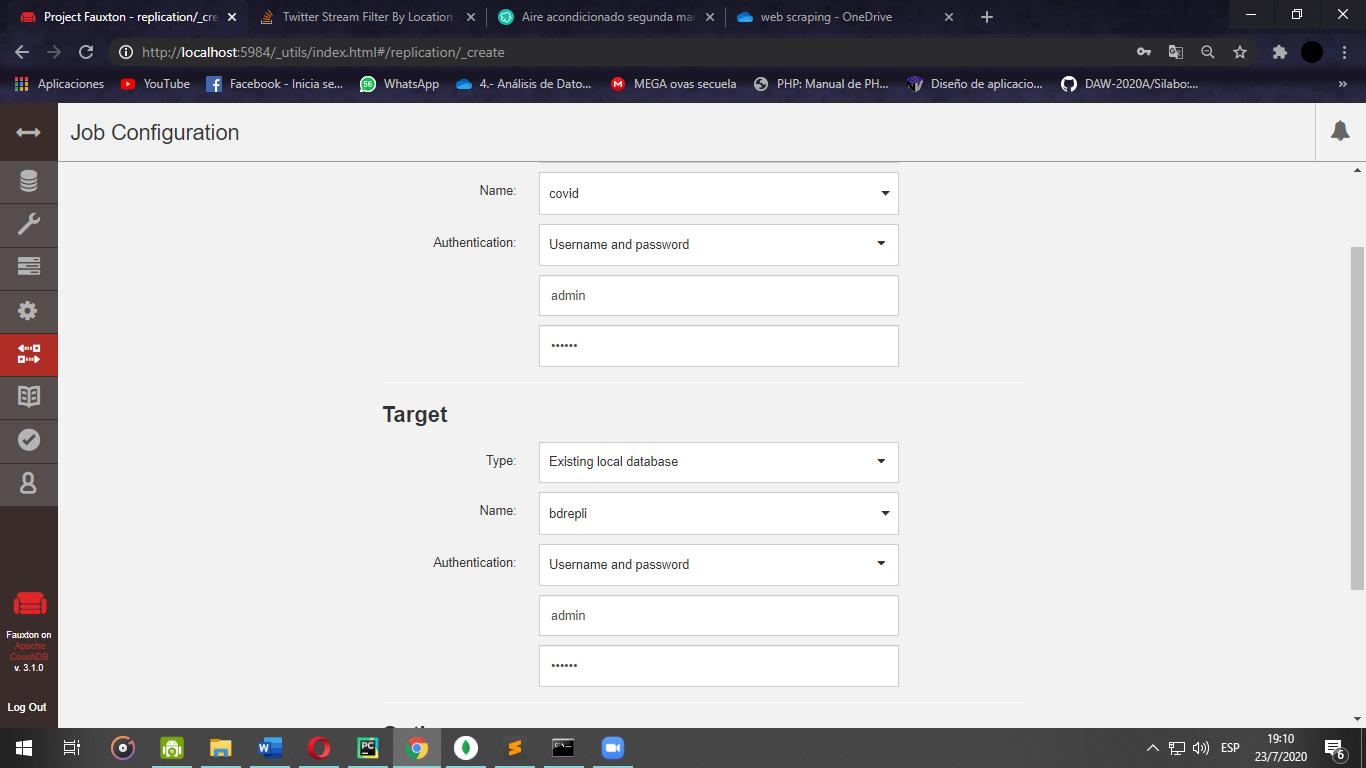 Project Fauxton - replication/_cre
Twitter Stream Filter By Location
Aire acondicionado segunda mar
web scraping - OneDrive
http://localhost:5984/_utils/index.html#/replication/_create
Aplicaciones
YouTube
Facebook - Inicia se...
56
WhatsApp
4.- Análisis de Dato...
MEGA ovas secuela
PHP: Manual de PH...
Diseño de aplicacio...
DAW-2020A/Silabo:...
»
Job Configuration
Name:
covid
Authentication:
Username and password
admin
••••••
Target
Type:
Existing local database
Name:
bdrepli
Authentication:
Username and password
admin
••••••
Fauxton on
Apache
CouchDB
v. 3.1.0
Log Out
PC
ESP
19:10
23/7/2020
6